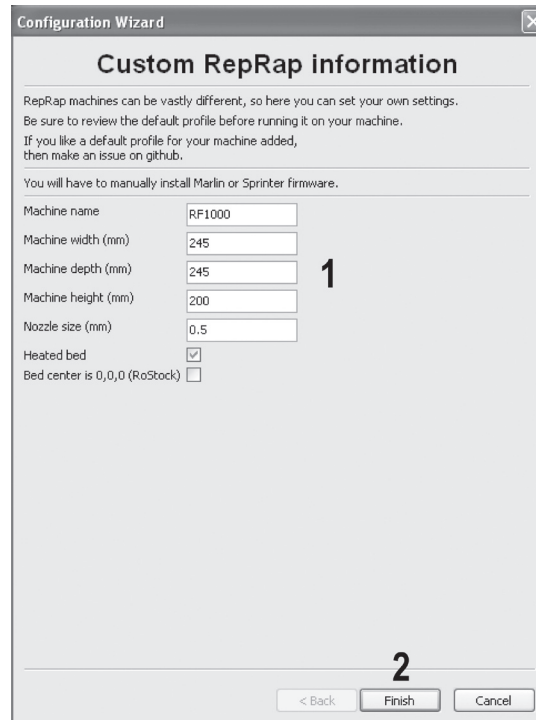 Configuration Wizard
Custom RepRap information
RepRap machines can be vastly different, so here you can set your own settings.
Be sure to review the default profile before running it on your machine.
If you like a default profile for your machine added,
then make an issue on github.
You will have to manually install Marlin or Sprinter firmware.
Machine name RF1000
Machine width (mm) 245
Machine depth (mm) 245
1
Machine height (mm) 200
Nozzle size (mm) 0.5
Heated bed
Bed center is 0,0,0 (RoStock)
2
< Back Finish Cancel